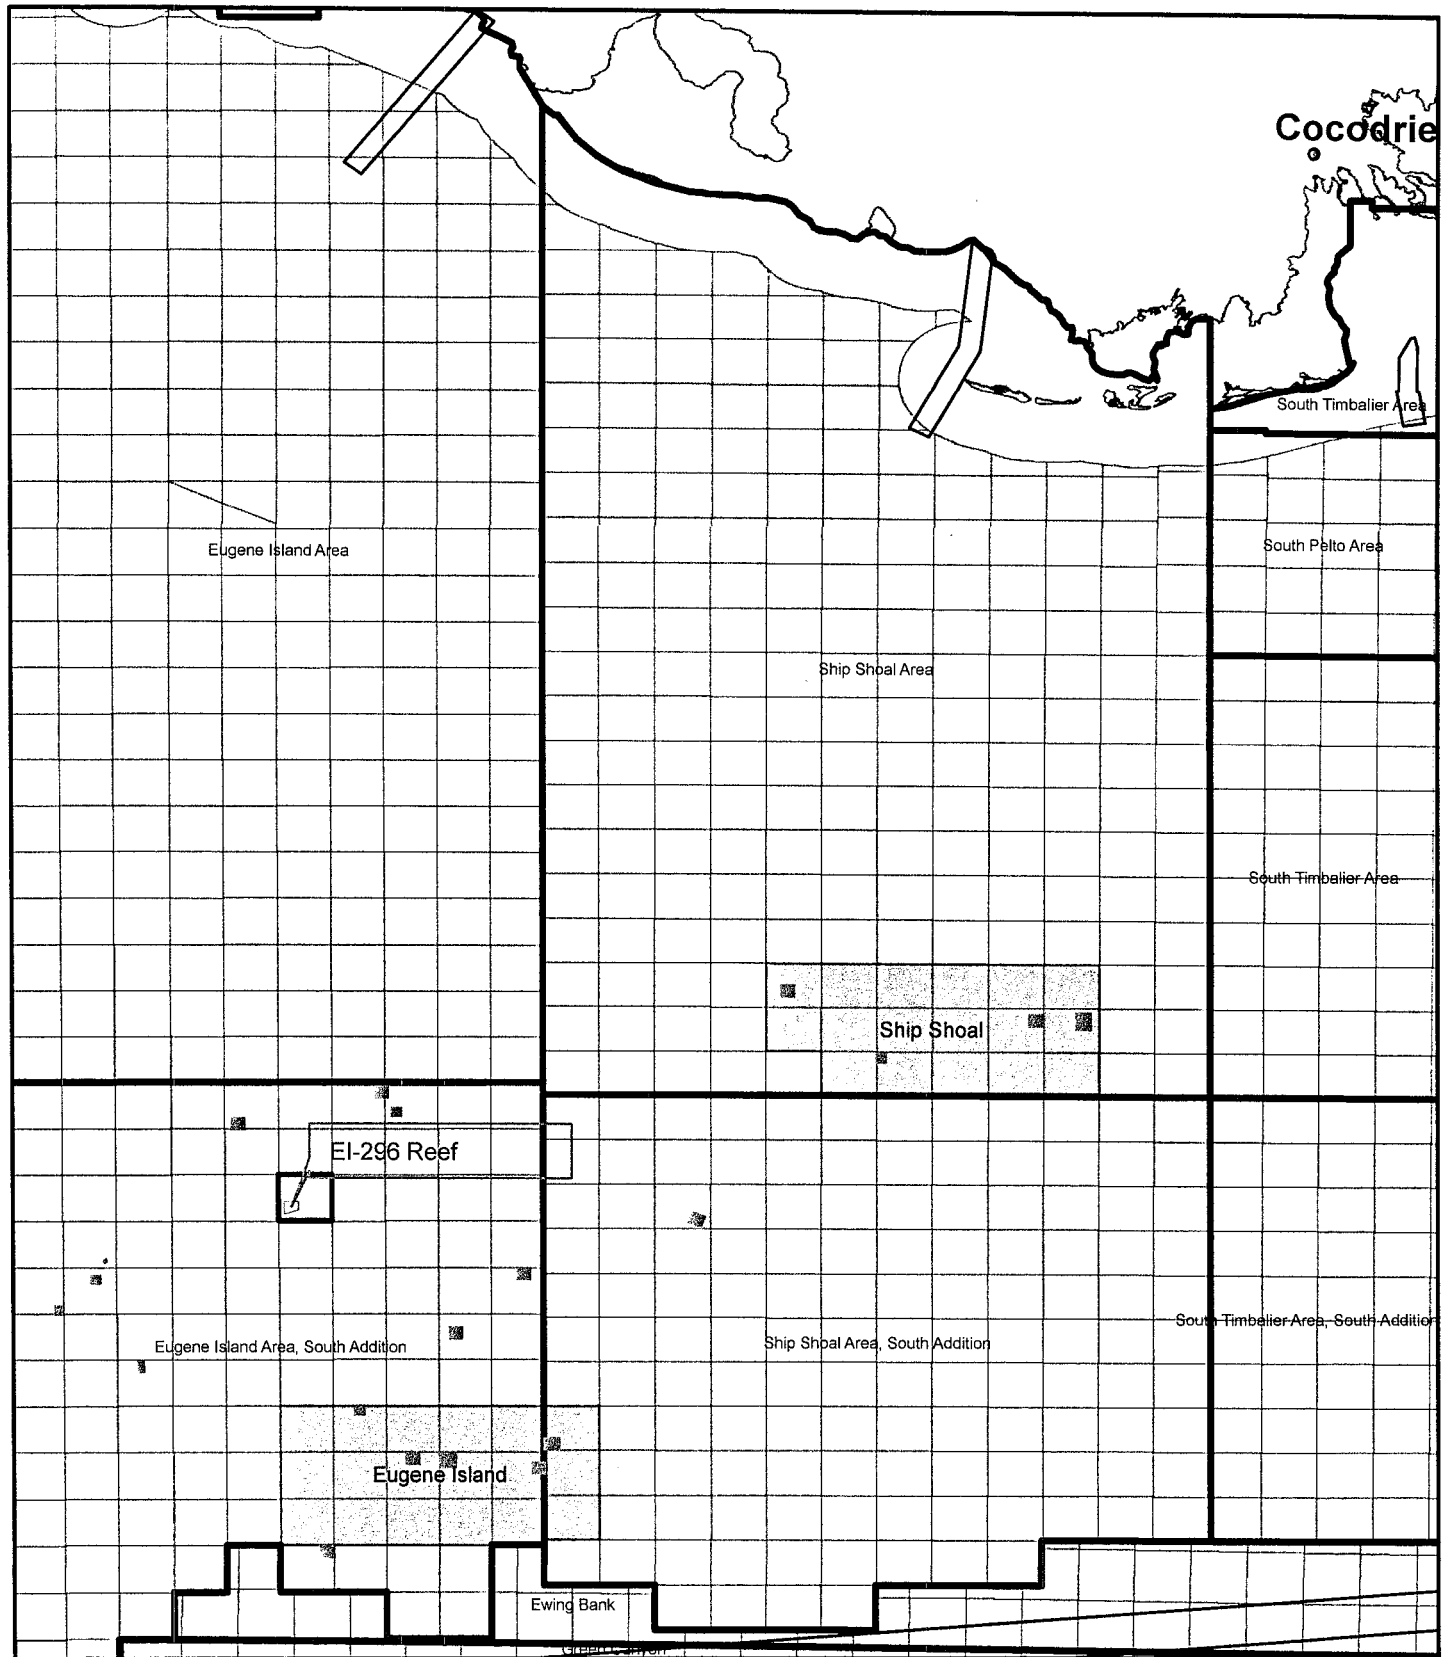 Cocodrie
South Timbalier Area
Eugene Island Area
South Pelto Area
Ship Shoal Area
South Timbalier Area
Ship Shoal
EI-296 Reef
South Timbalier Area, South Addition
Eugene Island Area, South Addition
Ship Shoal Area, South Addition
Eugene Island
Ewing Bank
Green Canyon